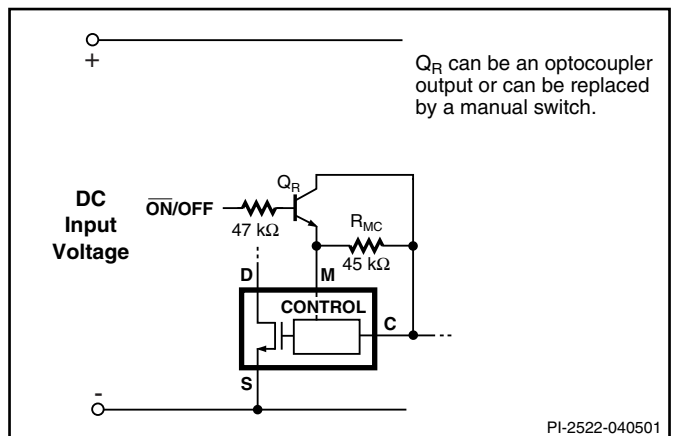 +
Q_R can be an optocoupler
output or can be replaced
by a manual switch.
Q_R
DC
Input
Voltage
O̅N̅/OFF
47 kΩ
R_MC
45 kΩ
D
M
CONTROL
C
S
-
PI-2522-040501